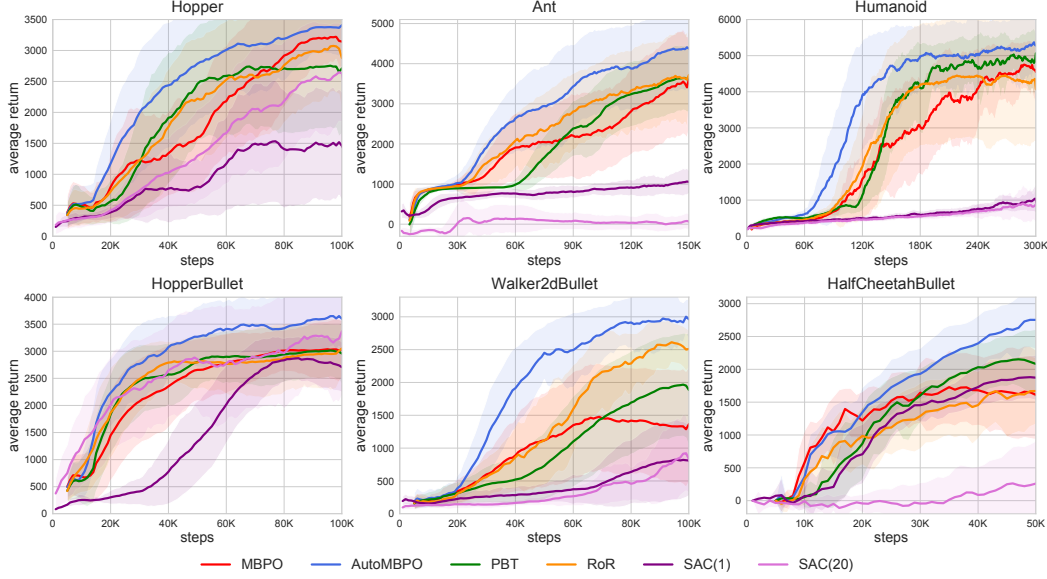 Hopper
Ant
Humanoid
average return
3500
3000
2500
2000
1500
1000
500
0
0 20K 40K 60K 80K 100K
steps
average return
5000
4000
3000
2000
1000
0
0 30K 60K 90K 120K 150K
steps
average return
6000
5000
4000
3000
2000
1000
0
0 60K 120K 180K 240K 300K
steps
HopperBullet
Walker2dBullet
HalfCheetahBullet
average return
4000
3500
3000
2500
2000
1500
1000
500
0
0 20K 40K 60K 80K 100K
steps
average return
3000
2500
2000
1500
1000
500
0
0 20K 40K 60K 80K 100K
steps
average return
3000
2500
2000
1500
1000
500
0
0 10K 20K 30K 40K 50K
steps
MBPO AutoMBPO PBT RoR SAC(1) SAC(20)